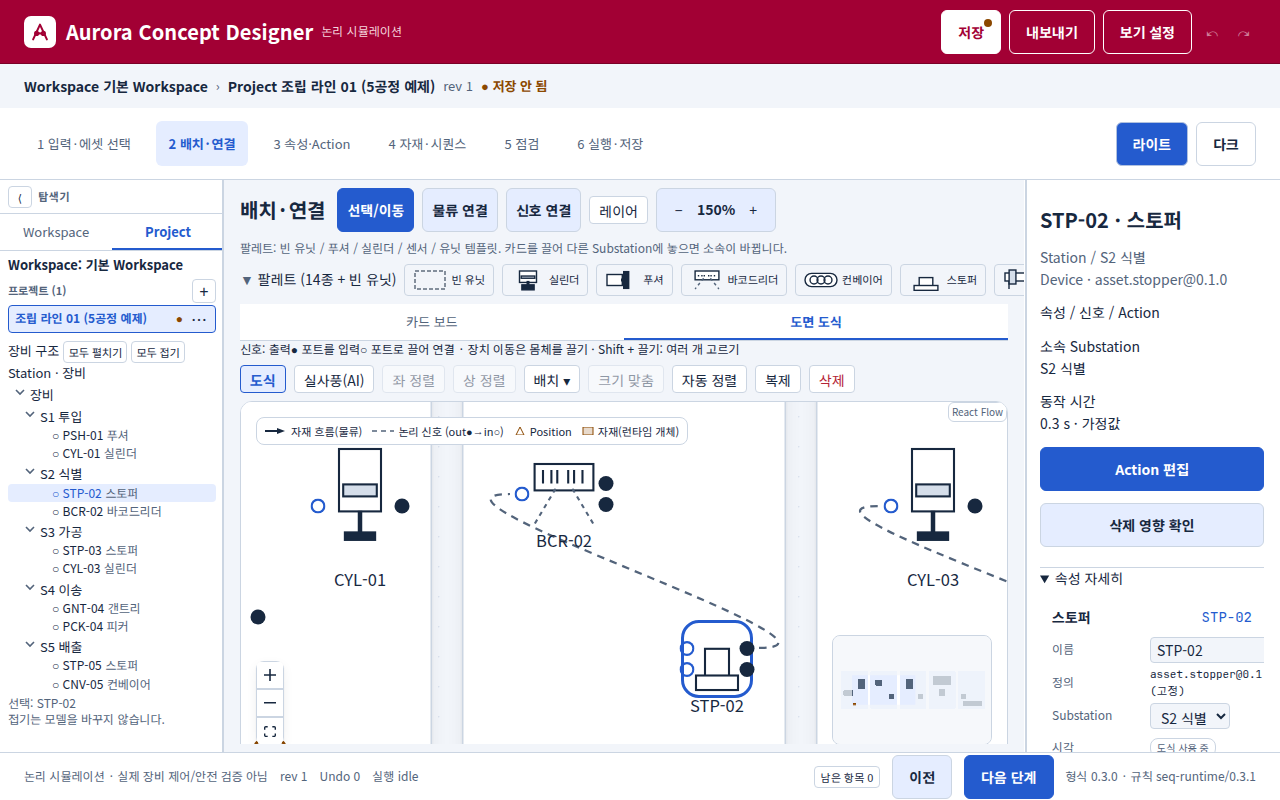 Aurora Concept Designer 논리 시뮬레이션
저장
내보내기
보기 설정
Workspace 기본 Workspace › Project 조립 라인 01 (5공정 예제) rev 1 ● 저장 안 됨
1 입력·에셋 선택
2 배치·연결
3 속성·Action
4 자재·시퀀스
5 점검
6 실행·저장
라이트
다크
⟨ 탐색기
Workspace
Project
Workspace: 기본 Workspace
프로젝트 (1)
+
조립 라인 01 (5공정 예제) ● ···
장비 구조 모두 펼치기 모두 접기
Station · 장비
장비
S1 투입
○ PSH-01 푸셔
○ CYL-01 실린더
S2 식별
○ STP-02 스토퍼
○ BCR-02 바코드리더
S3 가공
○ STP-03 스토퍼
○ CYL-03 실린더
S4 이송
○ GNT-04 갠트리
○ PCK-04 피커
S5 배출
○ STP-05 스토퍼
○ CNV-05 컨베이어
선택: STP-02
접기는 모델을 바꾸지 않습니다.
배치·연결
선택/이동
물류 연결
신호 연결
레이어
− 150% +
팔레트: 빈 유닛 / 푸셔 / 실린더 / 센서 / 유닛 템플릿. 카드를 끌어 다른 Substation에 놓으면 소속이 바뀝니다.
▼ 팔레트 (14종 + 빈 유닛)
빈 유닛
실린더
푸셔
바코드리더
컨베이어
스토퍼
카드 보드
도면 도식
신호: 출력● 포트를 입력○ 포트로 끌어 연결 · 장치 이동은 몸체를 끌기 · Shift + 끌기: 여러 개 고르기
도식
실사풍(AI)
좌 정렬
상 정렬
배치 ▾
크기 맞춤
자동 정렬
복제
삭제
React Flow
자재 흐름(물류)
논리 신호 (out●→in○)
Position
자재(런타임 개체)
BCR-02
CYL-01
CYL-03
STP-02
STP-02 · 스토퍼
Station / S2 식별
Device · asset.stopper@0.1.0
속성 / 신호 / Action
소속 Substation
S2 식별
동작 시간
0.3 s · 가정값
Action 편집
삭제 영향 확인
▼ 속성 자세히
스토퍼 STP-02
이름 STP-02
정의 asset.stopper@0.1
(고정)
Substation S2 식별
시각 도식 사용 중
논리 시뮬레이션 · 실제 장비 제어/안전 검증 아님 rev 1 Undo 0 실행 idle
남은 항목 0
이전
다음 단계
형식 0.3.0 · 규칙 seq-runtime/0.3.1